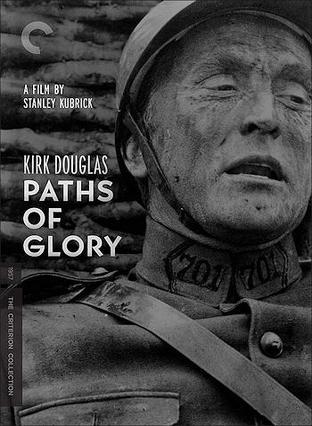 A FILM BY
STANLEY KUBRICK
KIRK DOUGLAS
PATHS
OF
GLORY
701 701
1957
THE CRITERION COLLECTION